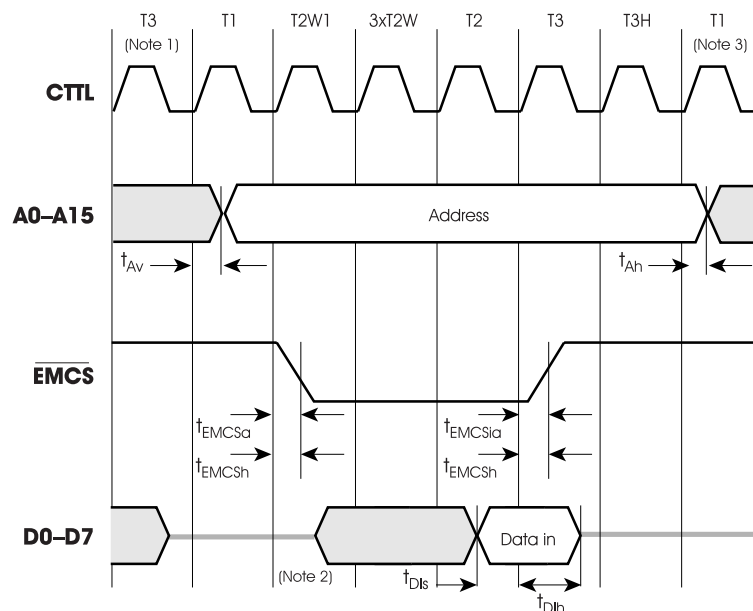 T3 T1 T2W1 3xT2W T2 T3 T3H T1
(Note 1) (Note 3)
CTTL
A0–A15 Address
tAv tAh
EMCS
tEMCSa tEMCSia
tEMCSh tEMCSh
D0–D7 Data in
(Note 2) tDIs
tDIh